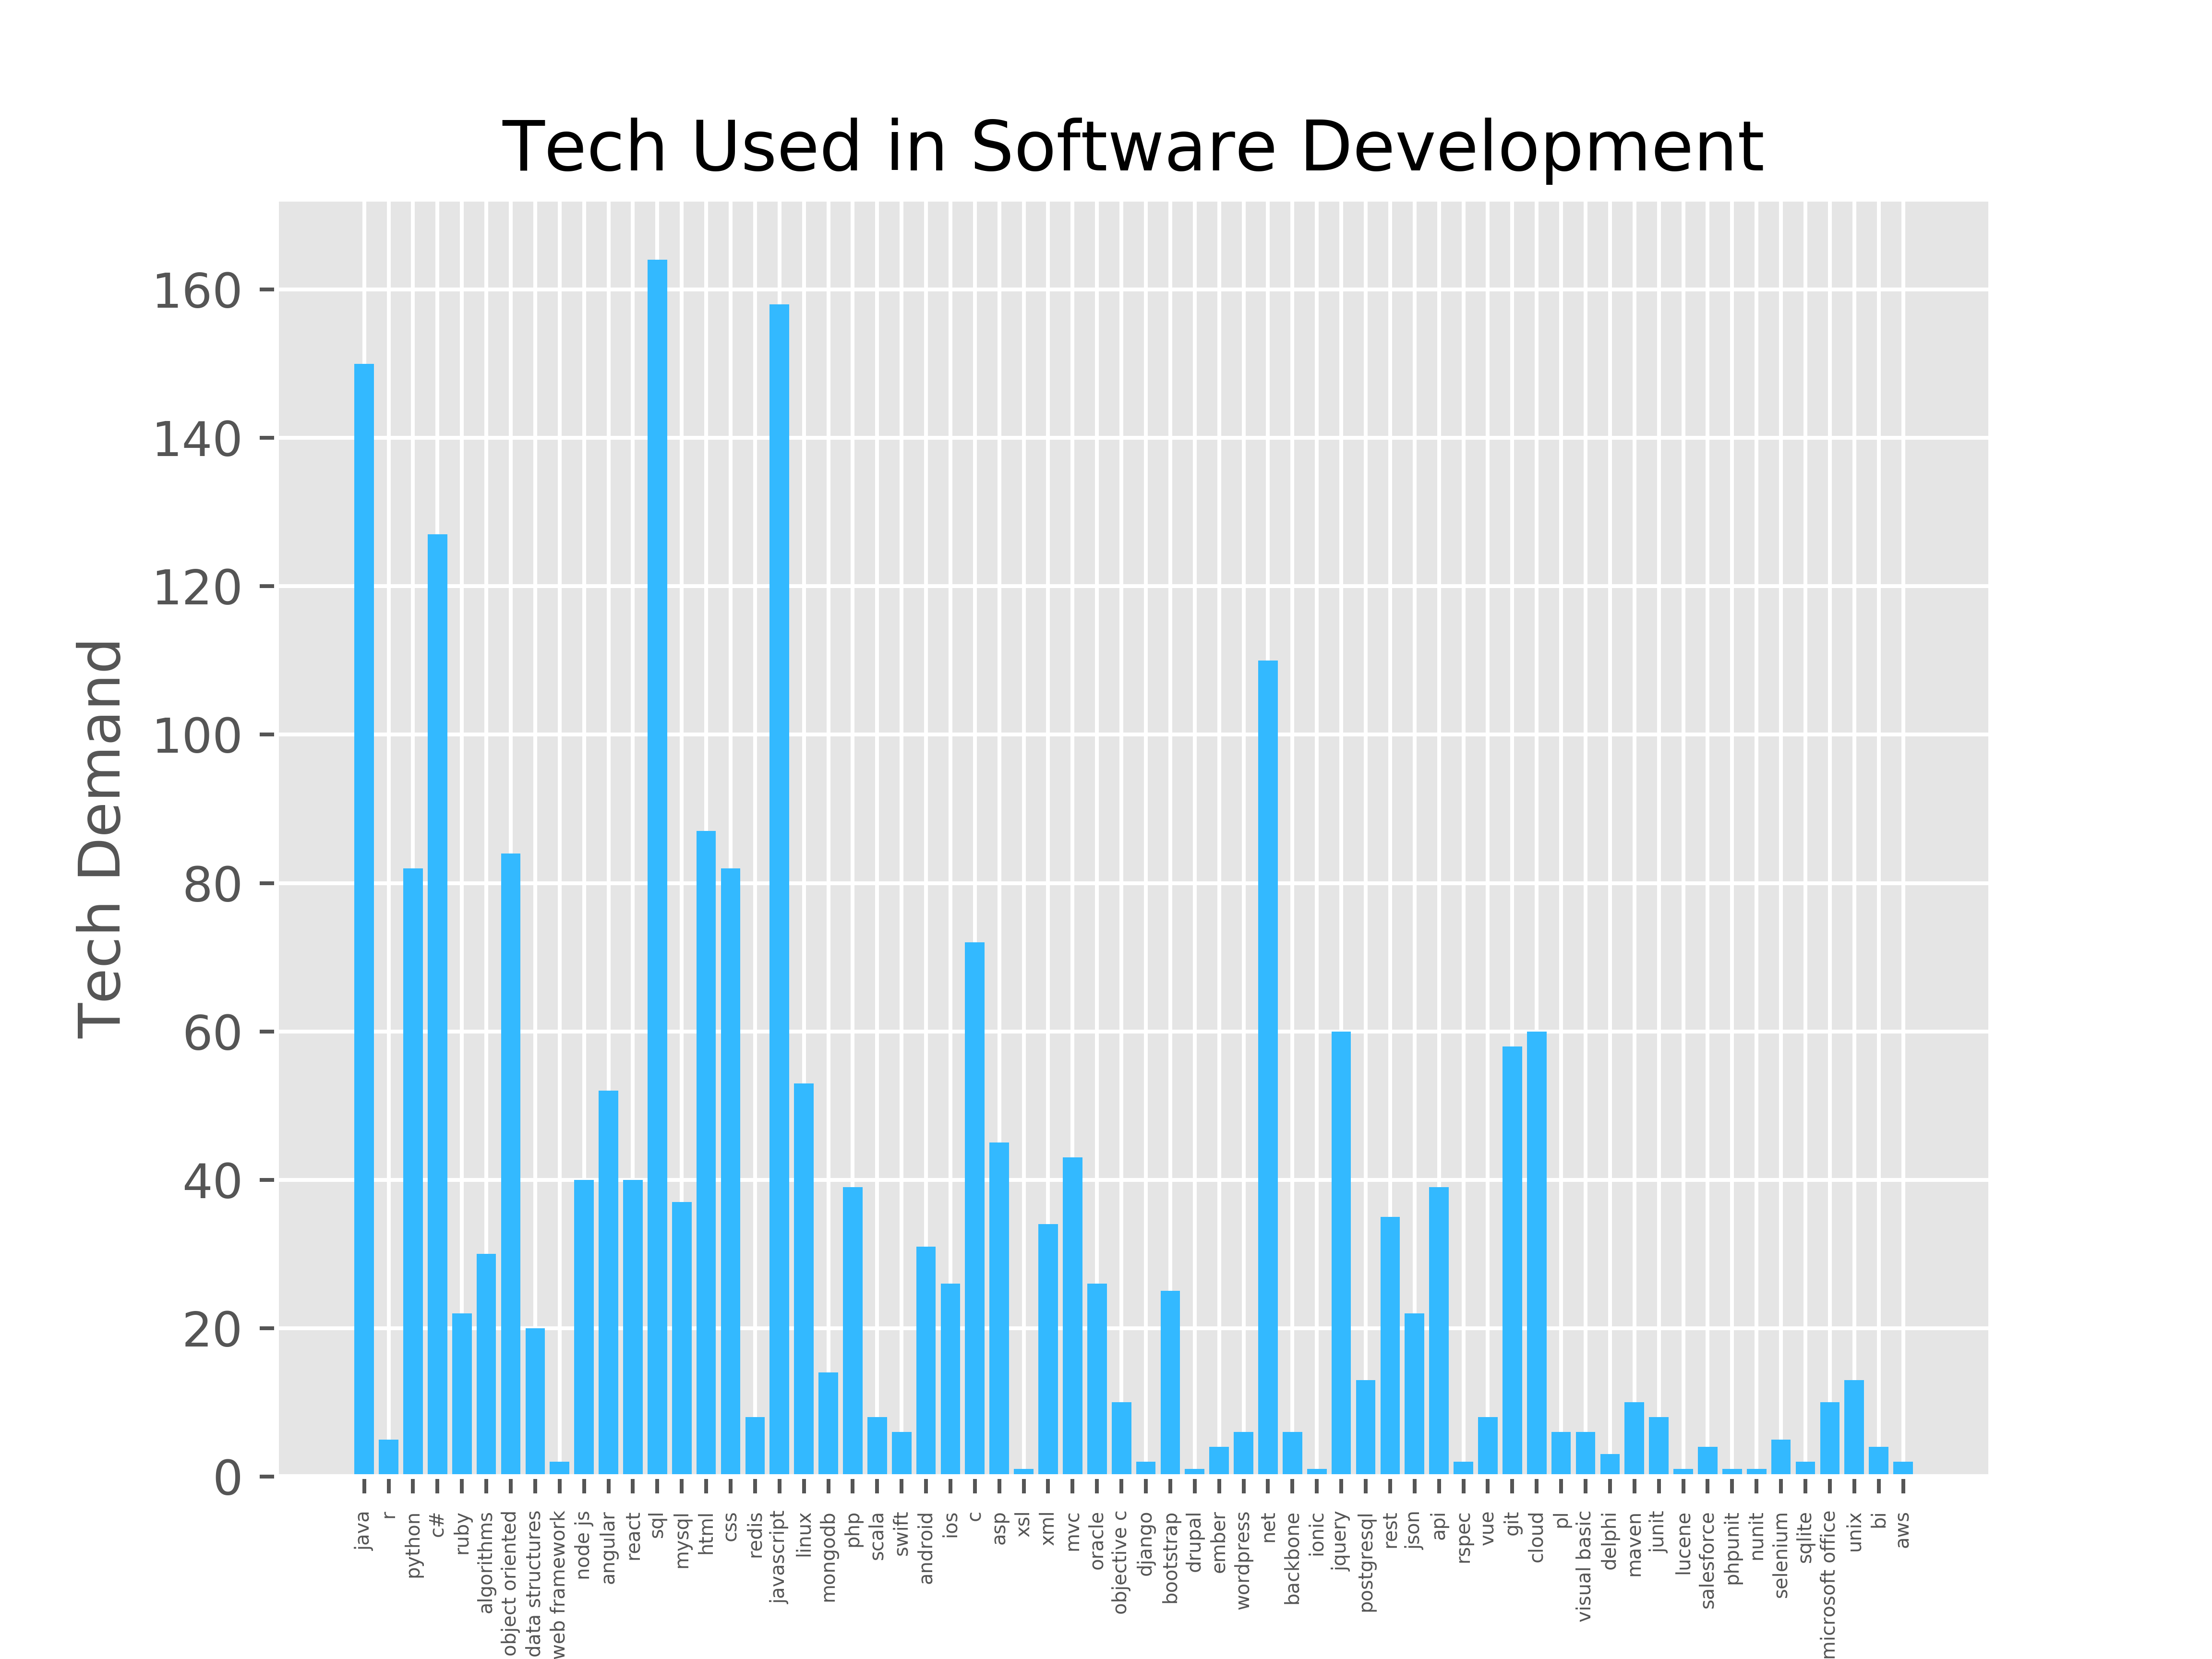 Tech Used in Software Development
Tech Demand
160
140
120
100
80
60
40
20
0
java
r
python
c#
ruby
algorithms
object oriented
data structures
web framework
node js
angular
react
sql
mysql
html
css
redis
javascript
linux
mongodb
php
scala
swift
android
ios
c
asp
xsl
xml
mvc
oracle
objective c
django
bootstrap
drupal
ember
wordpress
net
backbone
ionic
jquery
postgresql
rest
json
api
rspec
vue
git
cloud
pl
visual basic
delphi
maven
junit
lucene
salesforce
phpunit
nunit
selenium
sqlite
microsoft office
unix
bi
aws